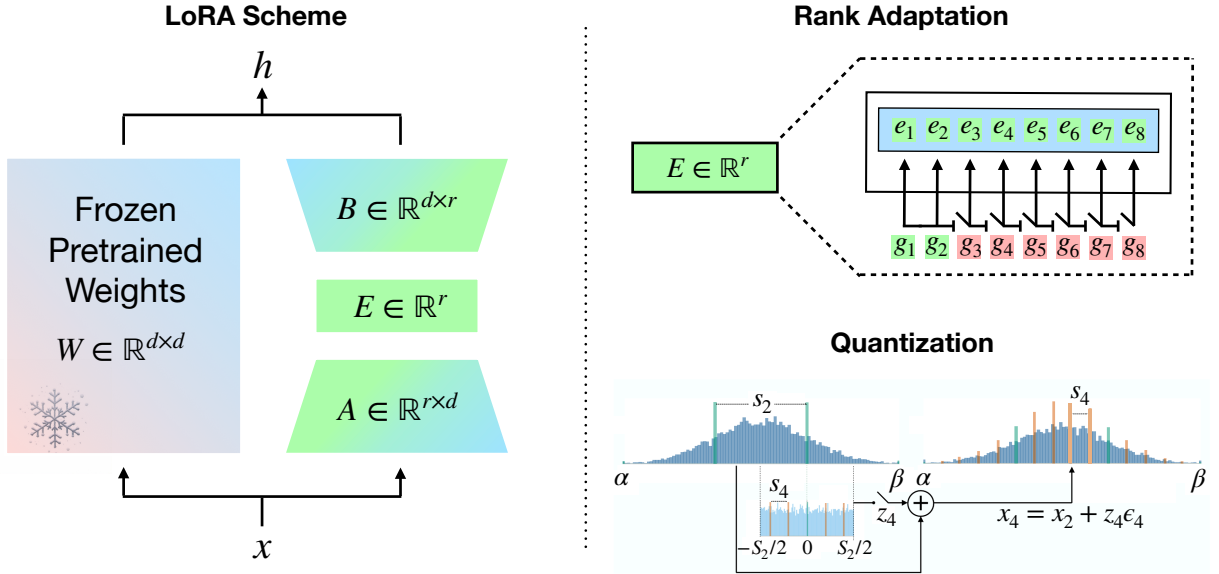 LoRA Scheme
h
Frozen
Pretrained
Weights
W ∈ ℝ^{d×d}
B ∈ ℝ^{d×r}
E ∈ ℝ^r
A ∈ ℝ^{r×d}
x
Rank Adaptation
E ∈ ℝ^r
e₁ e₂ e₃ e₄ e₅ e₆ e₇ e₈
g₁ g₂ g₃ g₄ g₅ g₆ g₇ g₈
Quantization
s₂
α β
s₄
α β
s₄
−S₂/2 0 S₂/2
z₄
+
x₄ = x₂ + z₄ϵ₄